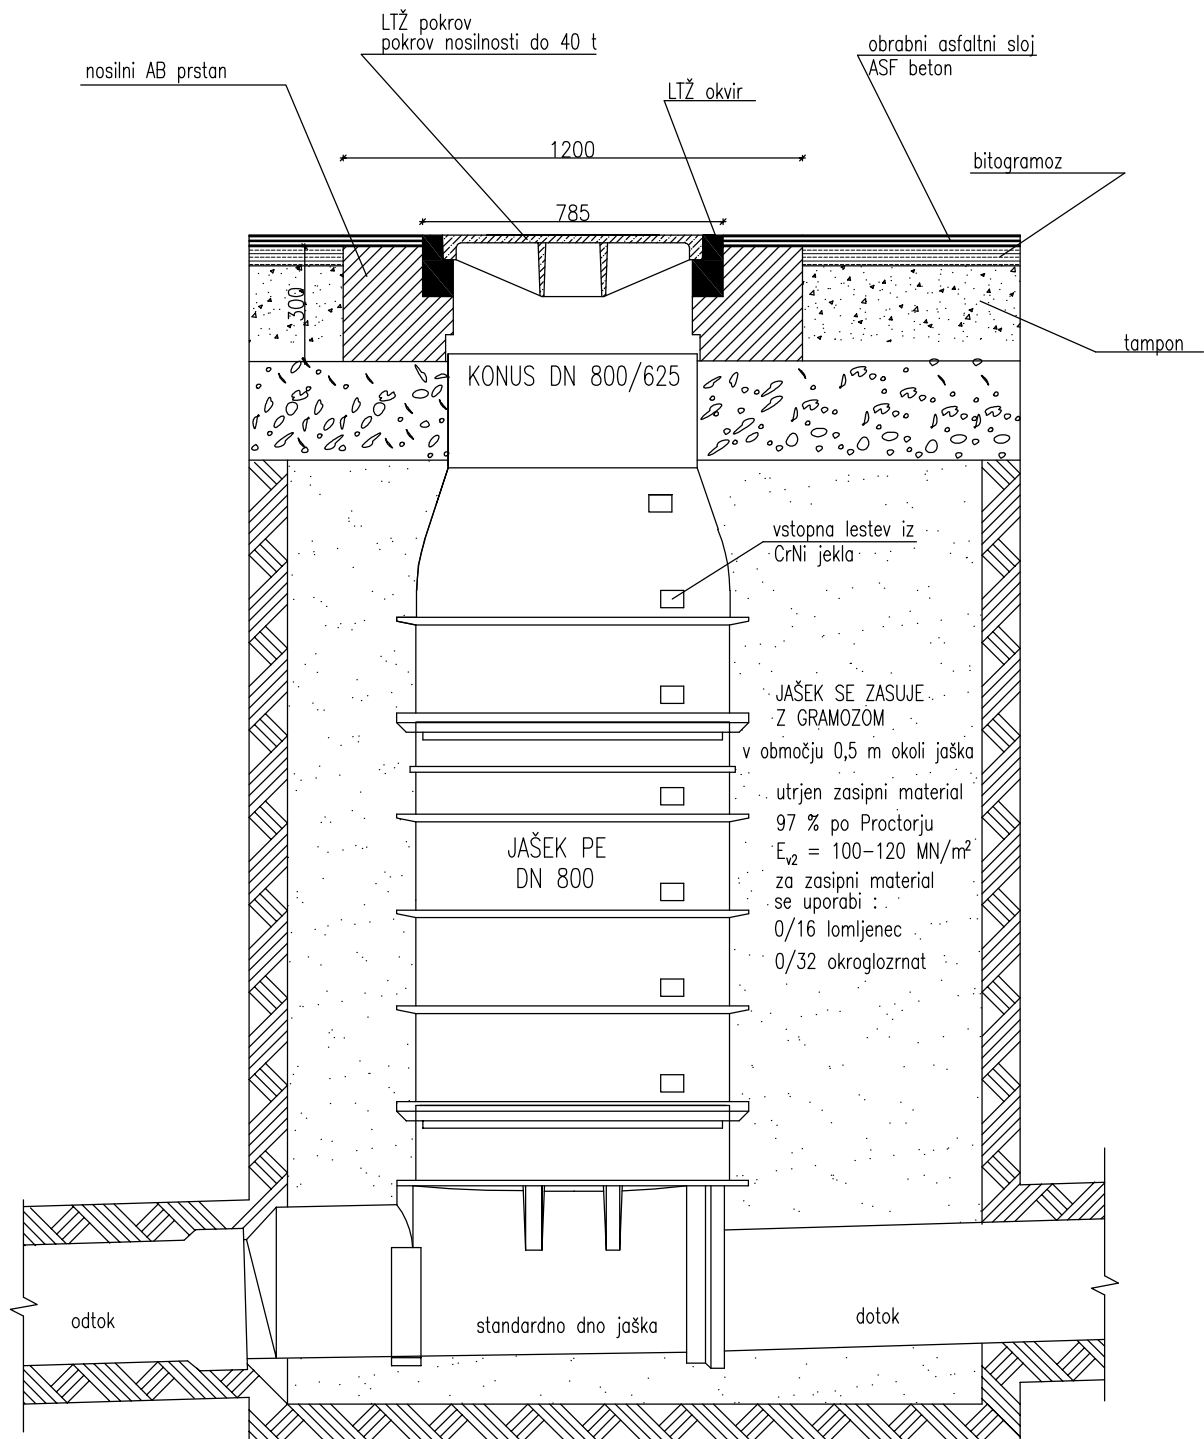 LTŽ pokrov
pokrov nosilnosti do 40 t
obrabni asfaltni sloj
ASF beton
nosilni AB prstan
LTŽ okvir
1200
bitogramoz
785
300
tampon
KONUS DN 800/625
vstopna lestev iz
CrNi jekla
JAŠEK SE ZASUJE
Z GRAMOZOM
v območju 0,5 m okoli jaška
utrjen zasipni material
97 % po Proctorju
Ev2 = 100-120 MN/m²
za zasipni material
se uporabi :
0/16 lomljenec
0/32 okroglozrnat
JAŠEK PE
DN 800
odtok
standardno dno jaška
dotok